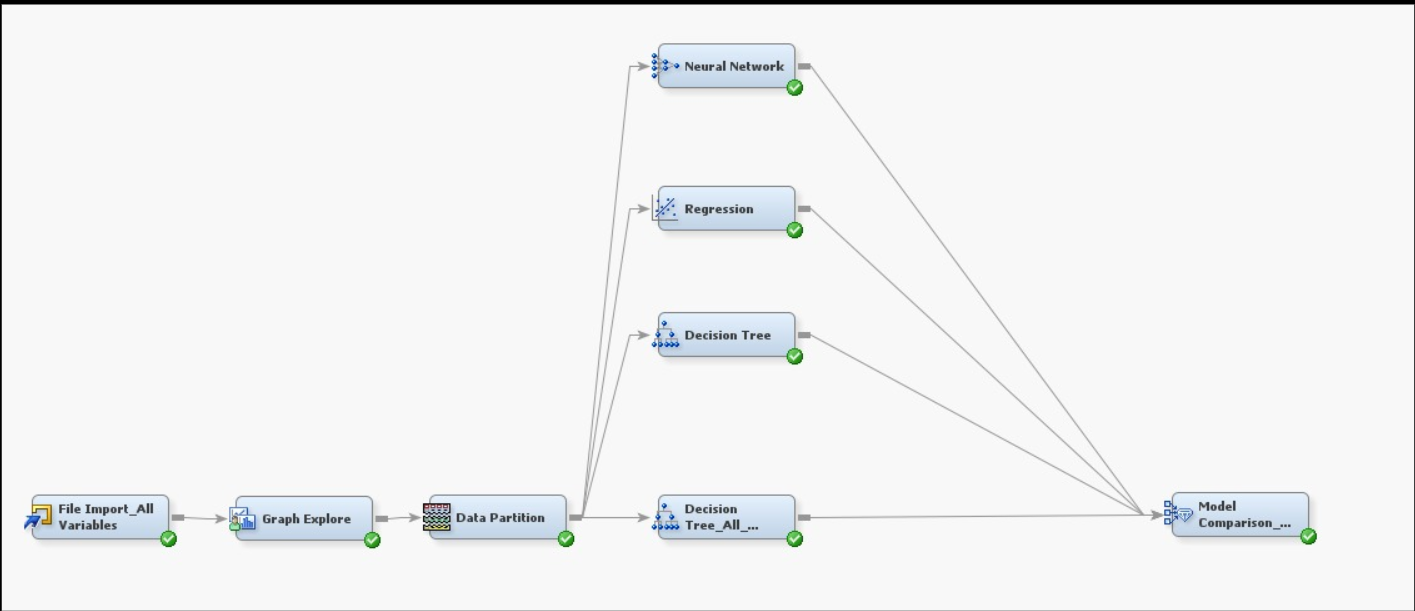 Neural Network
Regression
Decision Tree
File Import_All
Variables
Graph Explore
Data Partition
Decision
Tree_All_...
Model
Comparison_...